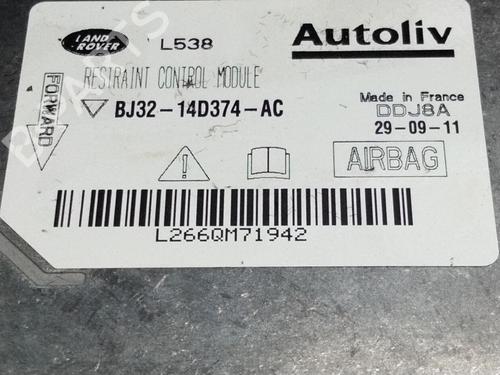 LAND
ROVER
L538
Autoliv
RESTRAINT CONTROL MODULE
FORWARD
BJ32-14D374-AC
Made in France
DDJ8A
29-09-11
AIRBAG
L266QM71942